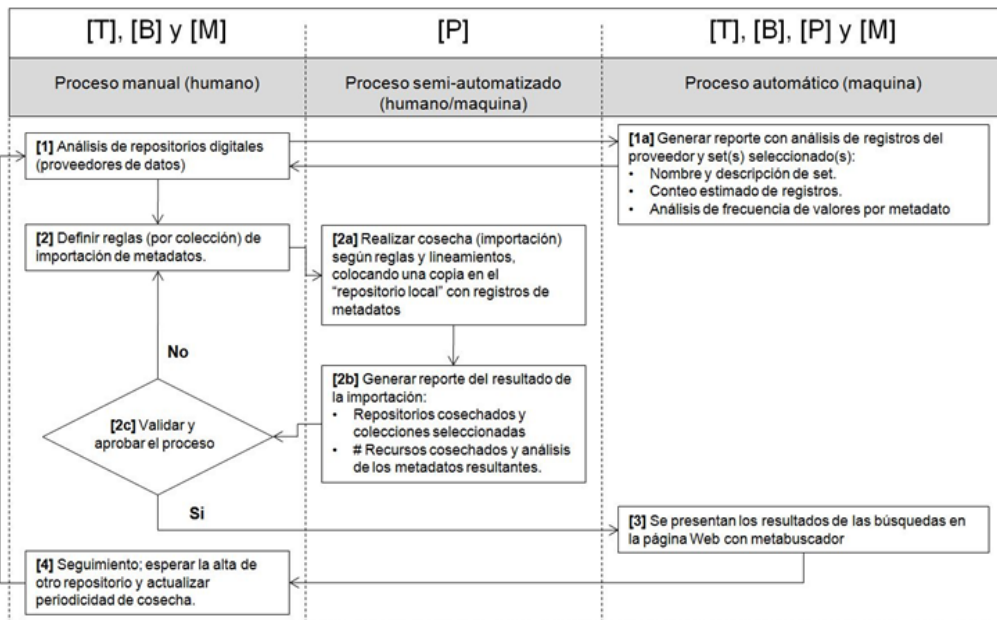 [T], [B] y [M]
[P]
[T], [B], [P] y [M]
Proceso manual (humano)
Proceso semi-automatizado
(humano/maquina)
Proceso automático (maquina)
[1] Análisis de repositorios digitales
(proveedores de datos)
[1a] Generar reporte con análisis de registros del
proveedor y set(s) seleccionado(s):
• Nombre y descripción de set.
• Conteo estimado de registros.
• Análisis de frecuencia de valores por metadato
[2] Definir reglas (por colección) de
importación de metadatos.
[2a] Realizar cosecha (importación)
según reglas y lineamientos,
colocando una copia en el
“repositorio local” con registros de
metadatos
No
[2b] Generar reporte del resultado de
la importación:
• Repositorios cosechados y
colecciones seleccionadas
• # Recursos cosechados y análisis
de los metadatos resultantes.
[2c] Validar y
aprobar el proceso
Si
[3] Se presentan los resultados de las búsquedas en
la página Web con metabuscador
[4] Seguimiento; esperar la alta de
otro repositorio y actualizar
periodicidad de cosecha.